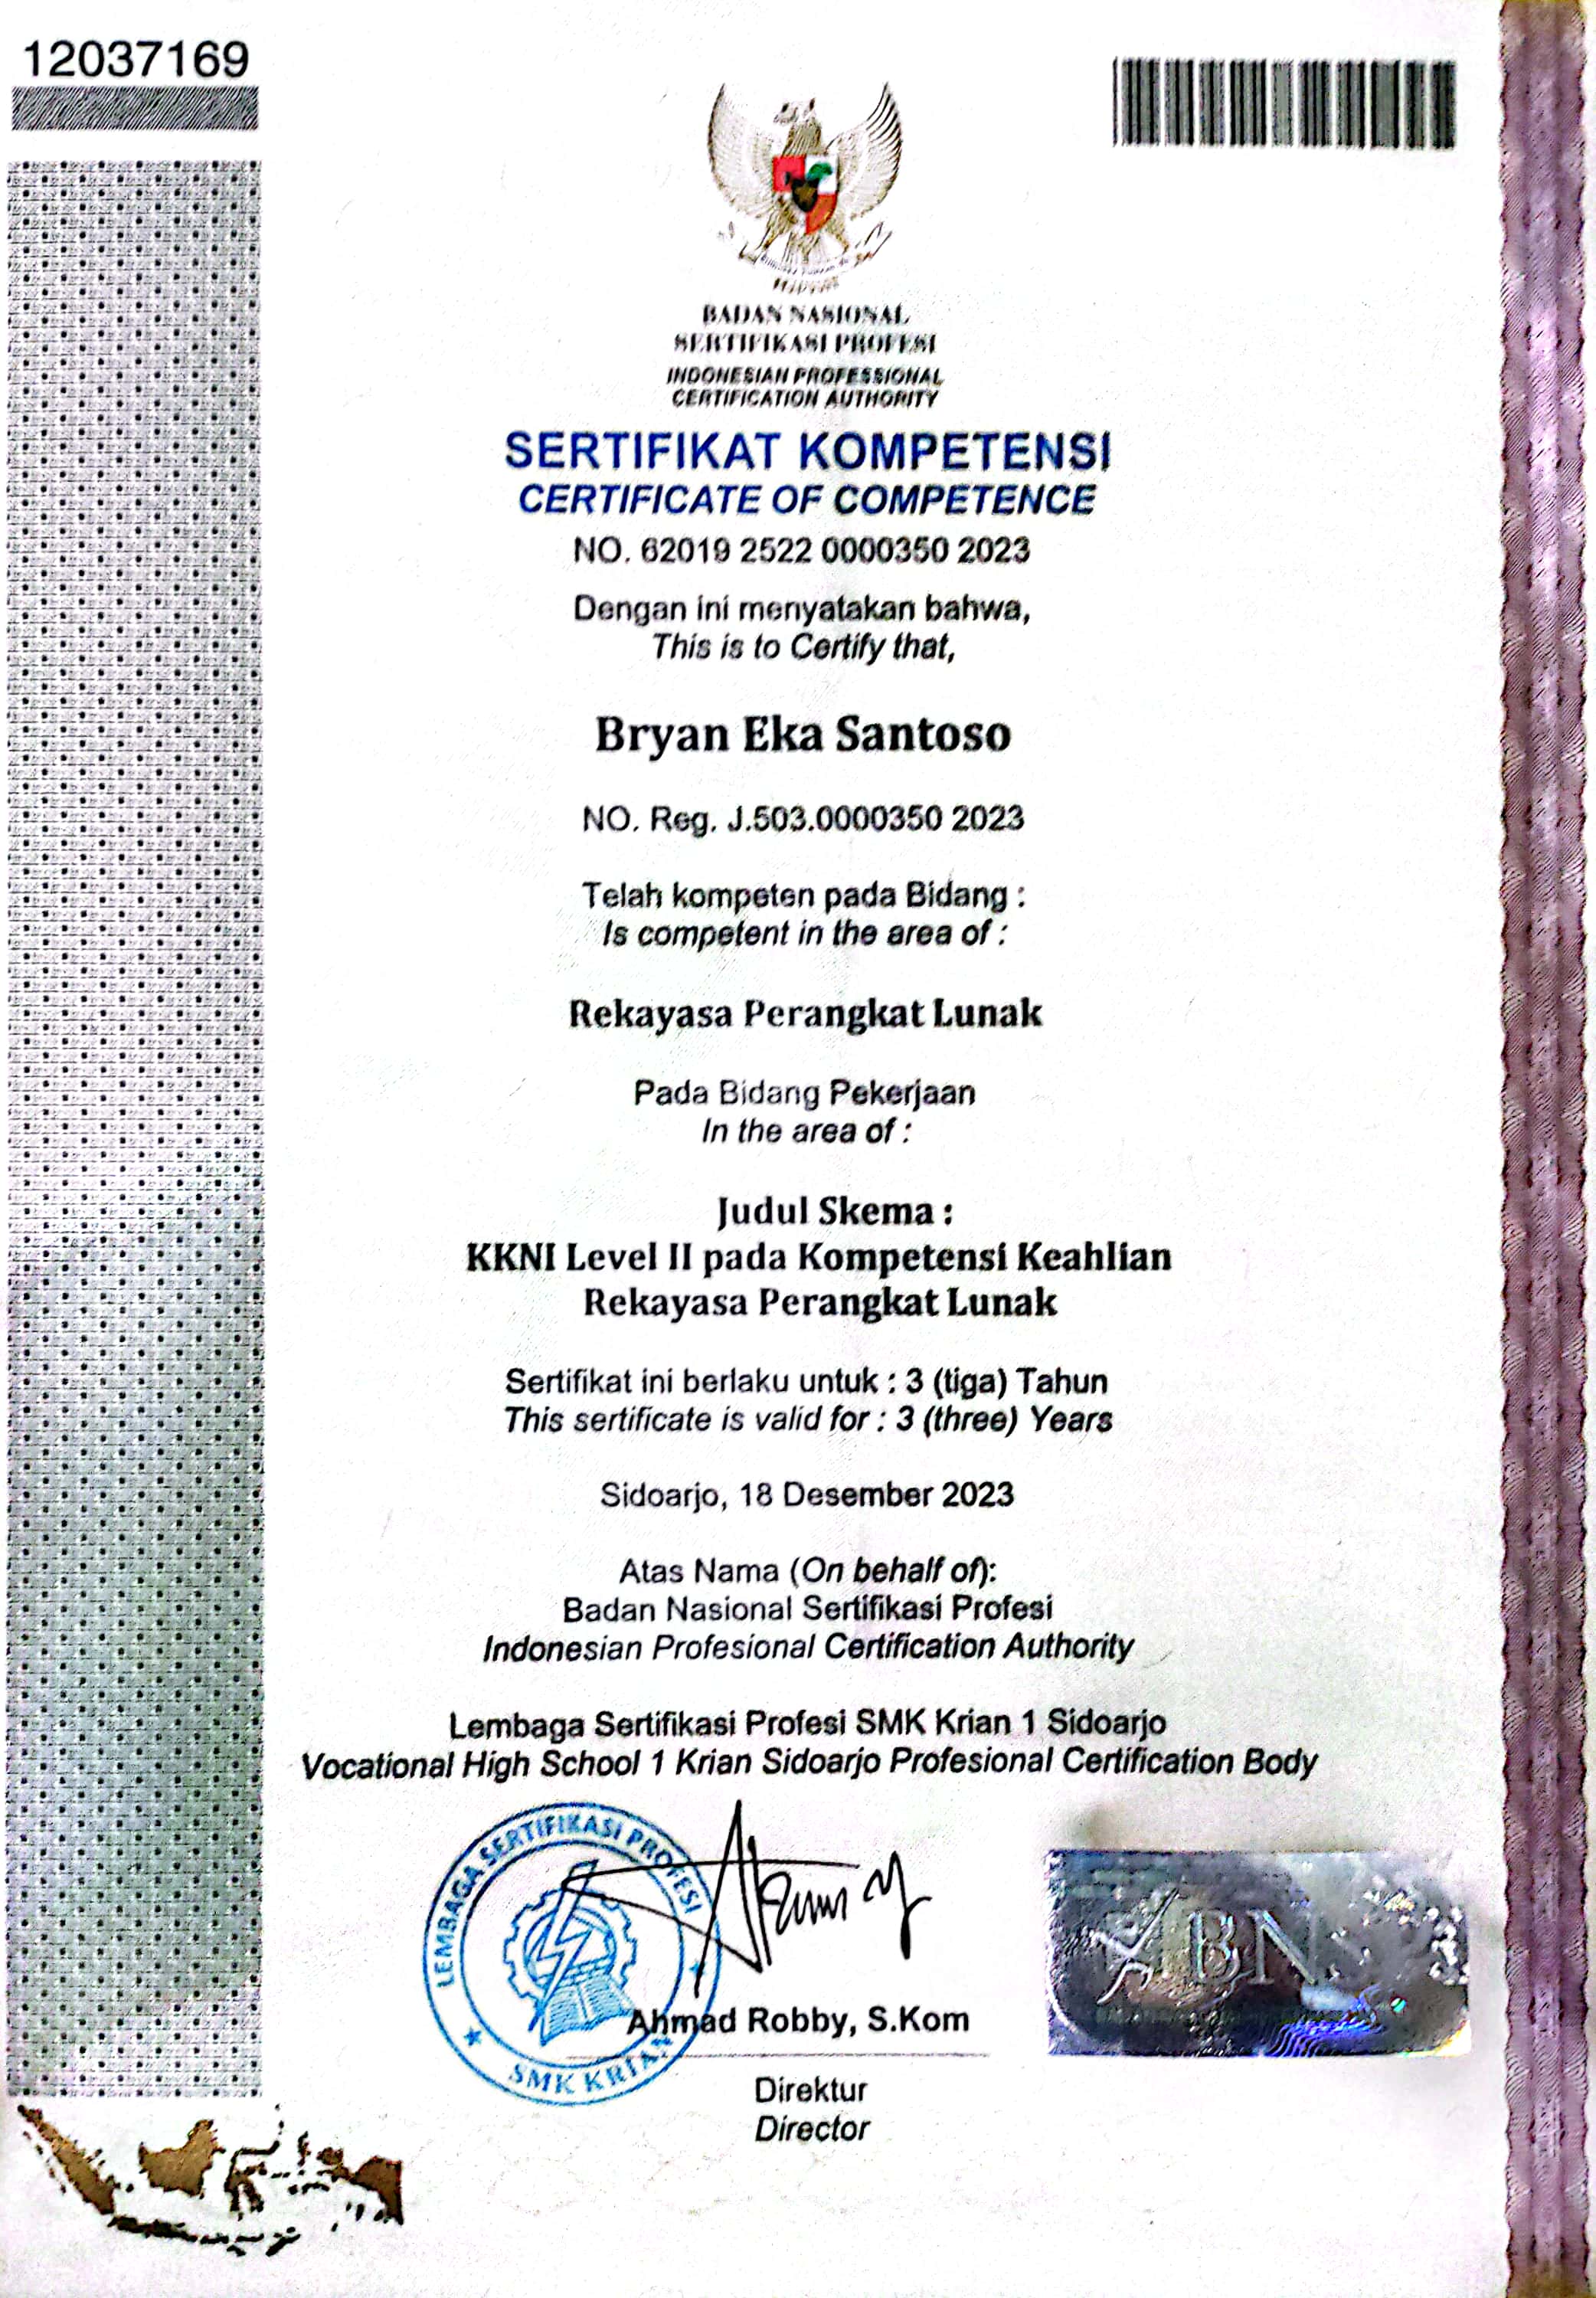 12037169
BADAN NASIONAL
SERTIFIKASI PROFESI
INDONESIAN PROFESSIONAL
CERTIFICATION AUTHORITY
SERTIFIKAT KOMPETENSI
CERTIFICATE OF COMPETENCE
NO. 62019 2522 0000350 2023
Dengan ini menyatakan bahwa,
This is to Certify that,
Bryan Eka Santoso
NO. Reg. J.503.0000350 2023
Telah kompeten pada Bidang :
Is competent in the area of :
Rekayasa Perangkat Lunak
Pada Bidang Pekerjaan
In the area of :
Judul Skema :
KKNI Level II pada Kompetensi Keahlian
Rekayasa Perangkat Lunak
Sertifikat ini berlaku untuk : 3 (tiga) Tahun
This sertificate is valid for : 3 (three) Years
Sidoarjo, 18 Desember 2023
Atas Nama (On behalf of):
Badan Nasional Sertifikasi Profesi
Indonesian Profesional Certification Authority
Lembaga Sertifikasi Profesi SMK Krian 1 Sidoarjo
Vocational High School 1 Krian Sidoarjo Profesional Certification Body
LEMBAGA SERTIFIKASI PROFESI
SMK KRIAN
BN
Ahmad Robby, S.Kom
Direktur
Director